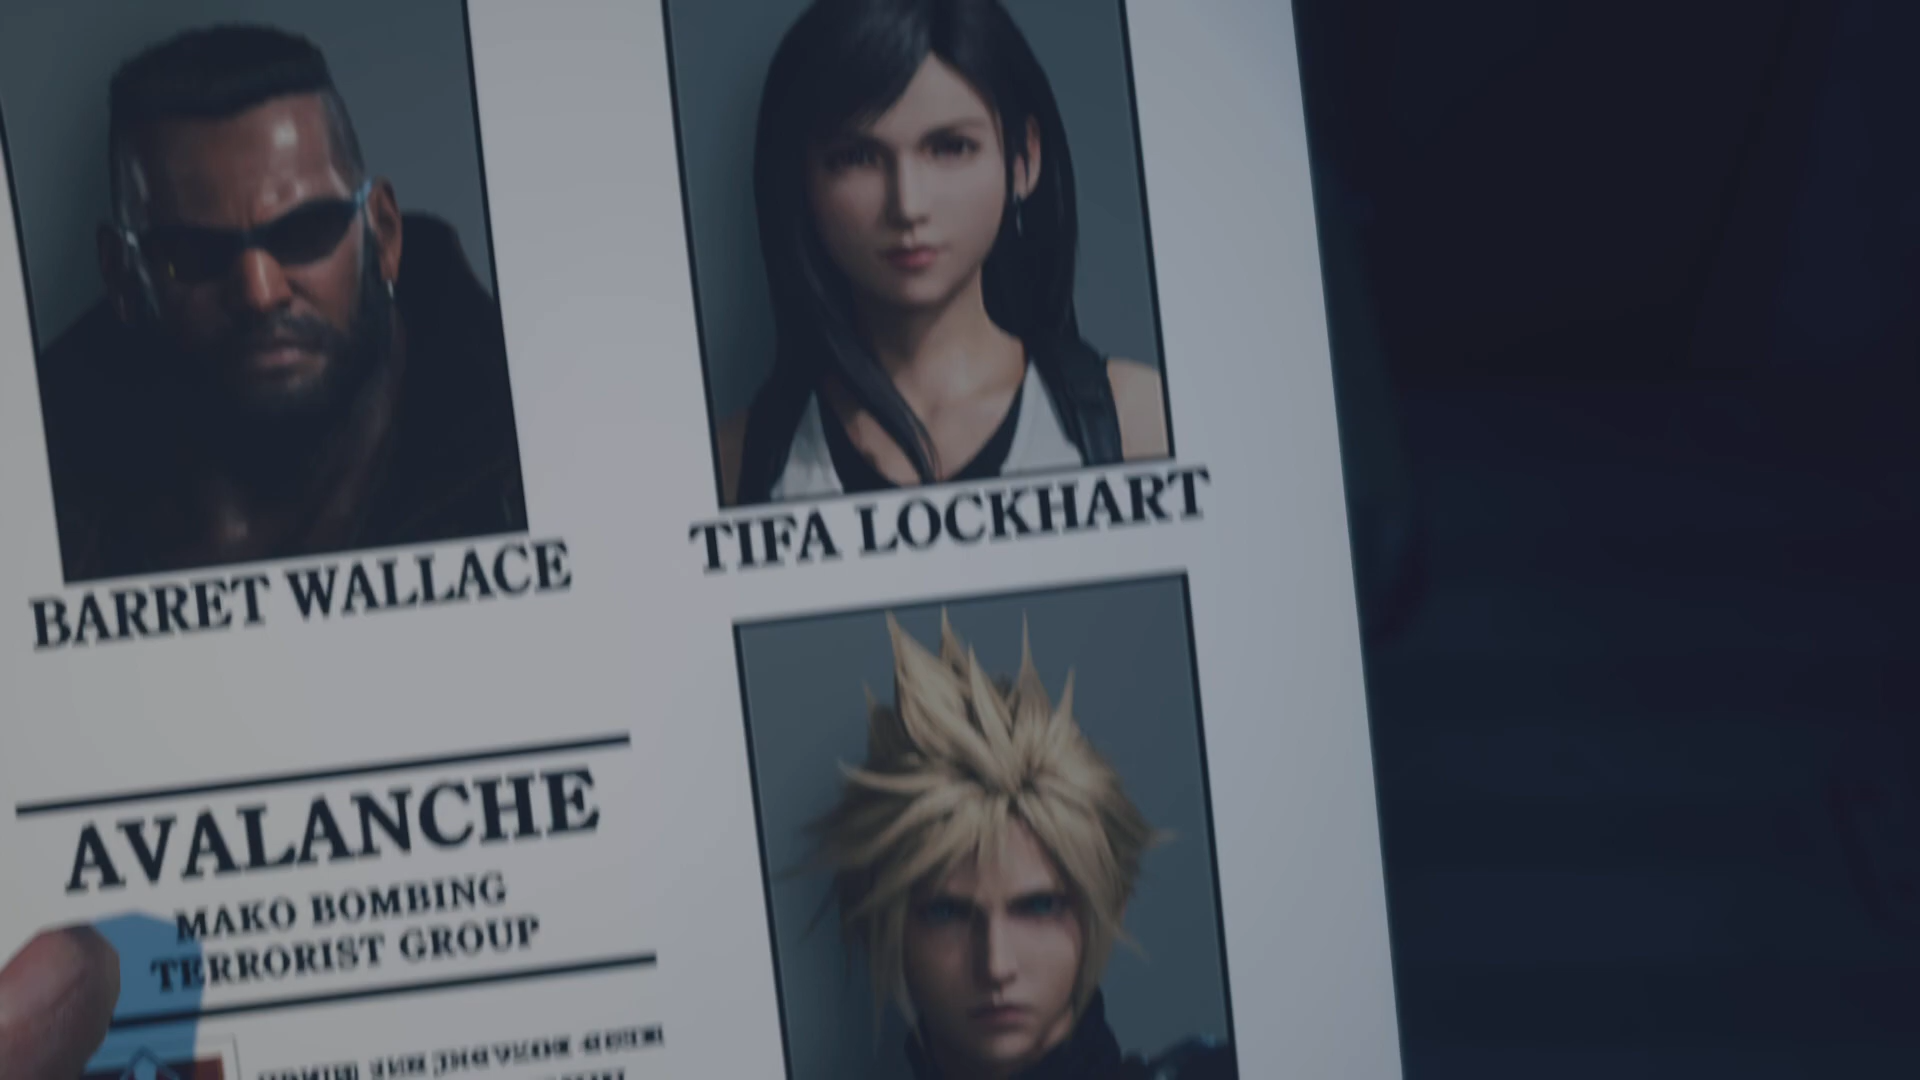 BARRET WALLACE
TIFA LOCKHART
AVALANCHE
MAKO BOMBING
TERRORIST GROUP